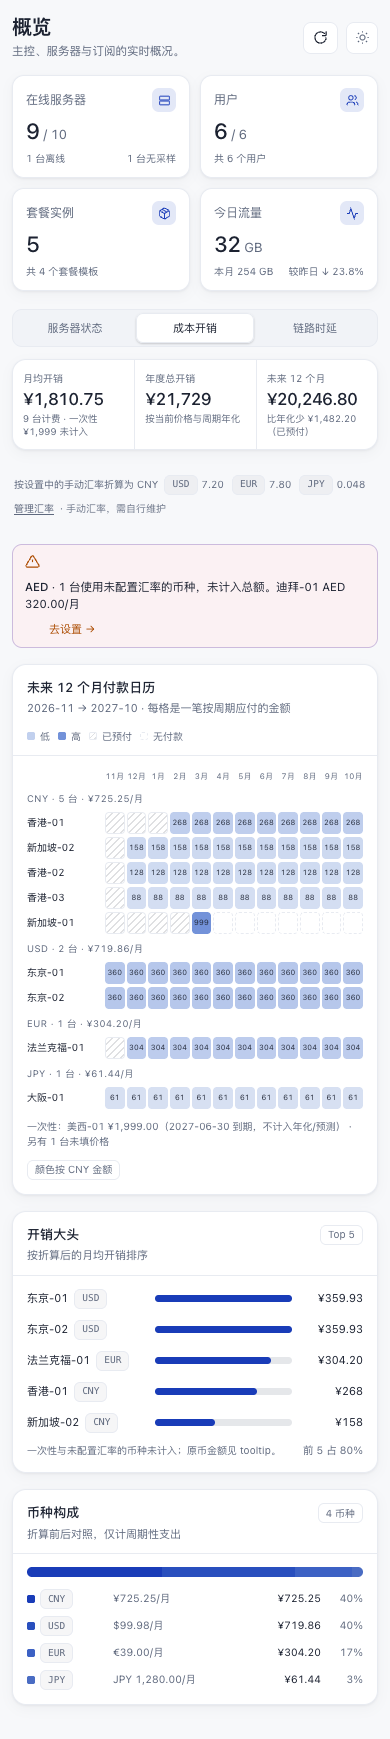 概览
主控、服务器与订阅的实时概况。
在线服务器
9 / 10
1 台离线 1 台无采样
用户
6 / 6
共 6 个用户
套餐实例
5
共 4 个套餐模板
今日流量
32 GB
本月 254 GB 较昨日 ↓ 23.8%
服务器状态 成本开销 链路时延
月均开销
¥1,810.75
9 台计费 · 一次性
¥1,999 未计入
年度总开销
¥21,729
按当前价格与周期年化
未来 12 个月
¥20,246.80
比年化少 ¥1,482.20
（已预付）
按设置中的手动汇率折算为 CNY USD 7.20 EUR 7.80 JPY 0.048
管理汇率 · 手动汇率，需自行维护
AED · 1 台使用未配置汇率的币种，未计入总额。迪拜-01 AED
320.00/月
去设置 →
未来 12 个月付款日历
2026-11 → 2027-10 · 每格是一笔按周期应付的金额
低 高 已预付 无付款
11月 12月 1月 2月 3月 4月 5月 6月 7月 8月 9月 10月
CNY · 5 台 · ¥725.25/月
香港-01 268 268 268 268 268 268 268 268 268
新加坡-02 158 158 158 158 158 158 158 158 158 158 158
香港-02 128 128 128 128 128 128 128 128 128 128 128
香港-03 88 88 88 88 88 88 88 88 88 88 88
新加坡-01 999
USD · 2 台 · ¥719.86/月
东京-01 360 360 360 360 360 360 360 360 360 360 360 360
东京-02 360 360 360 360 360 360 360 360 360 360 360 360
EUR · 1 台 · ¥304.20/月
法兰克福-01 304 304 304 304 304 304 304 304 304 304 304
JPY · 1 台 · ¥61.44/月
大阪-01 61 61 61 61 61 61 61 61 61 61 61 61
一次性：美西-01 ¥1,999.00（2027-06-30 到期，不计入年化/预测） ·
另有 1 台未填价格
颜色按 CNY 金额
开销大头 Top 5
按折算后的月均开销排序
东京-01 USD ¥359.93
东京-02 USD ¥359.93
法兰克福-01 EUR ¥304.20
香港-01 CNY ¥268
新加坡-02 CNY ¥158
一次性与未配置汇率的币种未计入；原币金额见 tooltip。 前 5 占 80%
币种构成 4 币种
折算前后对照，仅计周期性支出
CNY ¥725.25/月 ¥725.25 40%
USD $99.98/月 ¥719.86 40%
EUR €39.00/月 ¥304.20 17%
JPY JPY 1,280.00/月 ¥61.44 3%